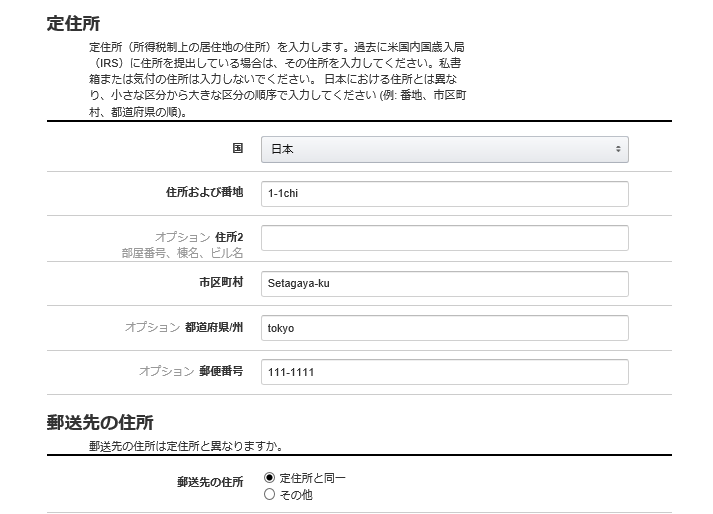 定住所
定住所（所得税制上の居住地の住所）を入力します。過去に米国内国歳入局
（IRS）に住所を提出している場合は、その住所を入力してください。私書
箱または気付の住所は入力しないでください。 日本における住所とは異な
り、小さな区分から大きな区分の順序で入力してください (例: 番地、市区町
村、都道府県の順)。
国 日本
住所および番地 1-1chi
オプション 住所2
部屋番号、棟名、ビル名
市区町村 Setagaya-ku
オプション 都道府県/州 tokyo
オプション 郵便番号 111-1111
郵送先の住所
郵送先の住所は定住所と異なりますか。
郵送先の住所 定住所と同一
その他